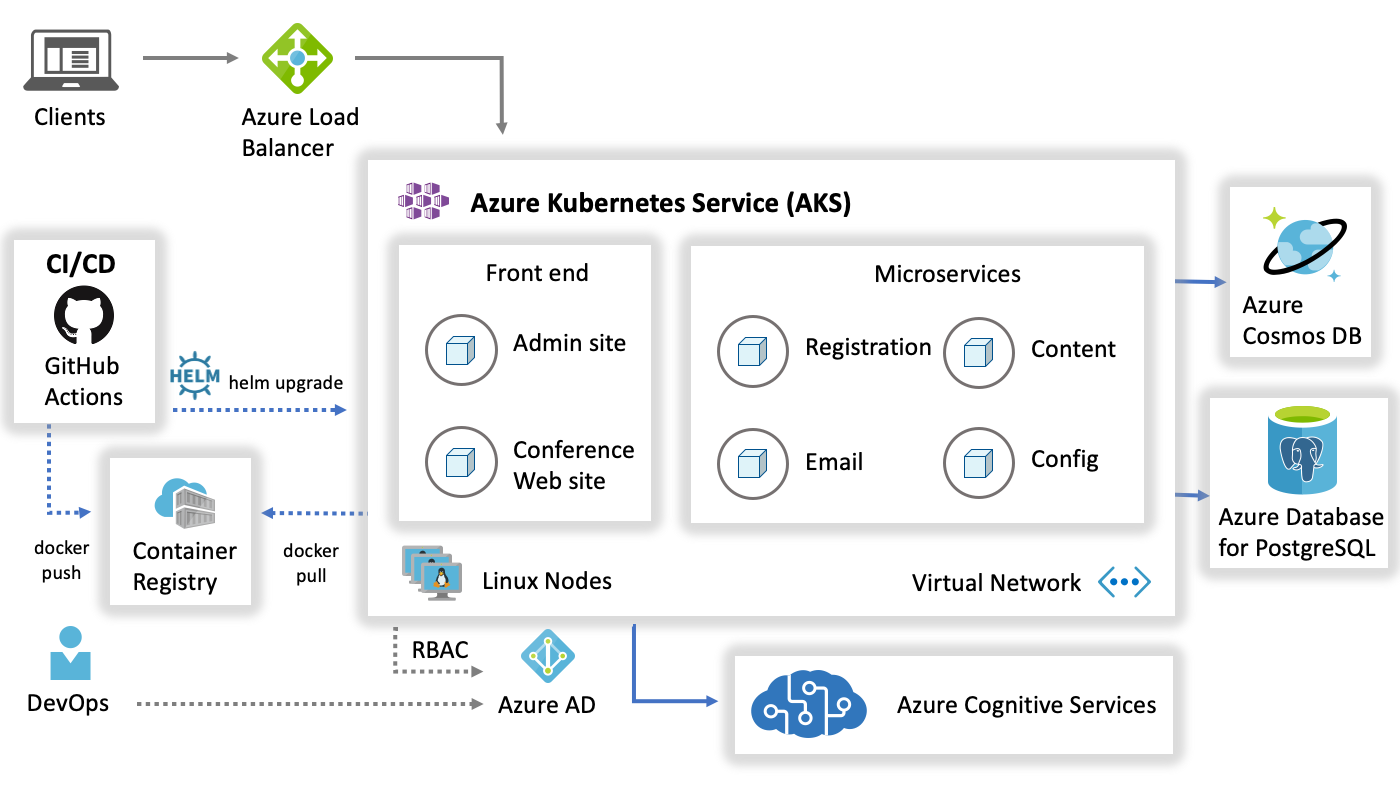 Clients
Azure Load
Balancer
Azure Kubernetes Service (AKS)
CI/CD
GitHub
Actions
HELM
helm upgrade
Front end
Admin site
Conference
Web site
Microservices
Registration
Content
Email
Config
Azure
Cosmos DB
Azure Database
for PostgreSQL
docker
push
Container
Registry
docker
pull
Linux Nodes
Virtual Network
RBAC
DevOps
Azure AD
Azure Cognitive Services